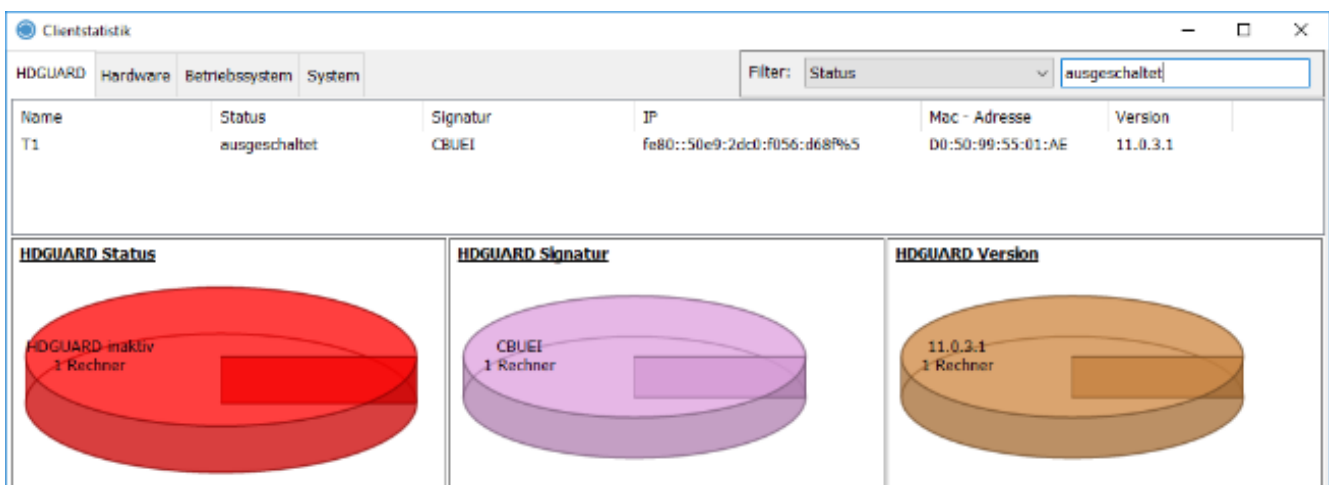 Clientstatistik
HDGUARD Hardware Betriebssystem System Filter: Status ausgeschaltet
Name Status Signatur IP Mac - Adresse Version
T1 ausgeschaltet CBUEI fe80::50e9:2dc0:f056:d68f%5 D0:50:99:55:01:AE 11.0.3.1
HDGUARD Status
HDGUARD inaktiv
1 Rechner
HDGUARD Signatur
CBUEI
1 Rechner
HDGUARD Version
11.0.3.1
1 Rechner